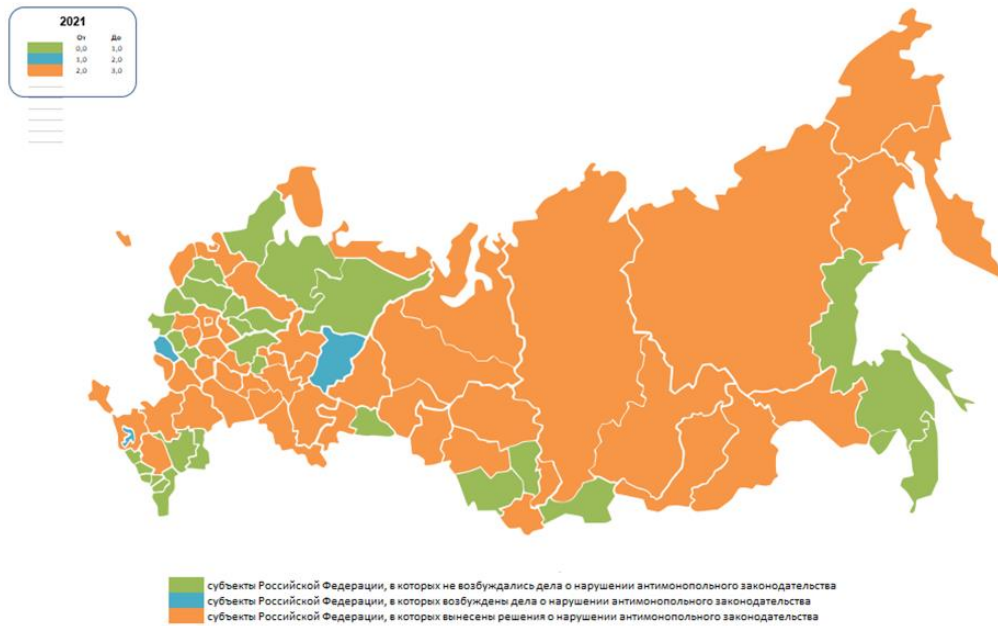 2021
От До
0,0 1,0
1,0 2,0
2,0 3,0
субъекты Российской Федерации, в которых не возбуждались дела о нарушении антимонопольного законодательства
субъекты Российской Федерации, в которых возбуждены дела о нарушении антимонопольного законодательства
субъекты Российской Федерации, в которых вынесены решения о нарушении антимонопольного законодательства